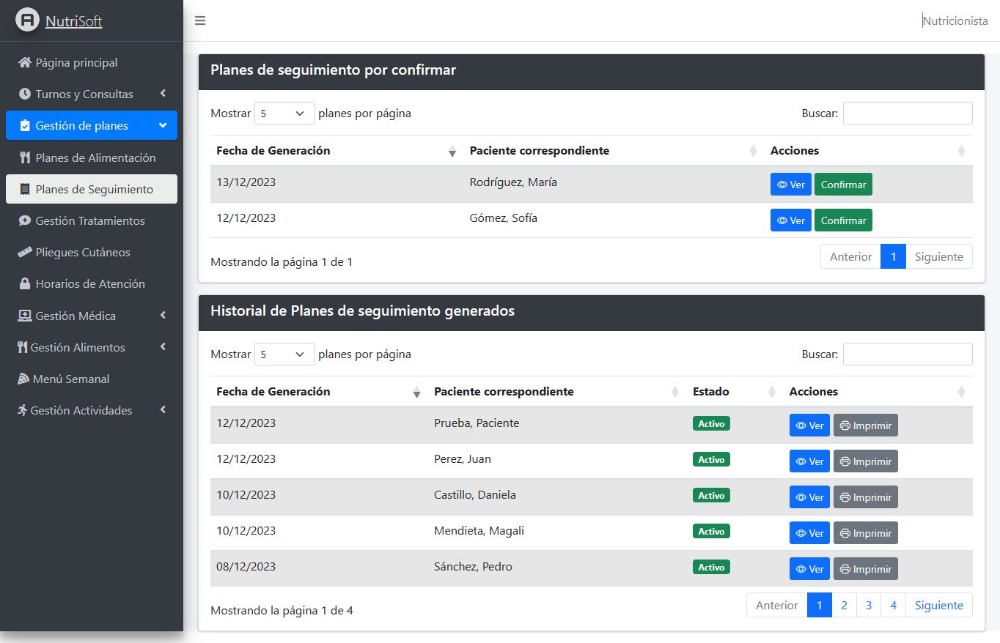 NutriSoft
Nutricionista
Página principal
Turnos y Consultas
Gestión de planes
Planes de Alimentación
Planes de Seguimiento
Gestión Tratamientos
Pliegues Cutáneos
Horarios de Atención
Gestión Médica
Gestión Alimentos
Menú Semanal
Gestión Actividades
Planes de seguimiento por confirmar
Mostrar 5 planes por página Buscar:
Fecha de Generación Paciente correspondiente Acciones
13/12/2023 Rodríguez, María Ver Confirmar
12/12/2023 Gómez, Sofía Ver Confirmar
Mostrando la página 1 de 1 Anterior 1 Siguiente
Historial de Planes de seguimiento generados
Mostrar 5 planes por página Buscar:
Fecha de Generación Paciente correspondiente Estado Acciones
12/12/2023 Prueba, Paciente Activo Ver Imprimir
12/12/2023 Perez, Juan Activo Ver Imprimir
10/12/2023 Castillo, Daniela Activo Ver Imprimir
10/12/2023 Mendieta, Magali Activo Ver Imprimir
08/12/2023 Sánchez, Pedro Activo Ver Imprimir
Mostrando la página 1 de 4 Anterior 1 2 3 4 Siguiente